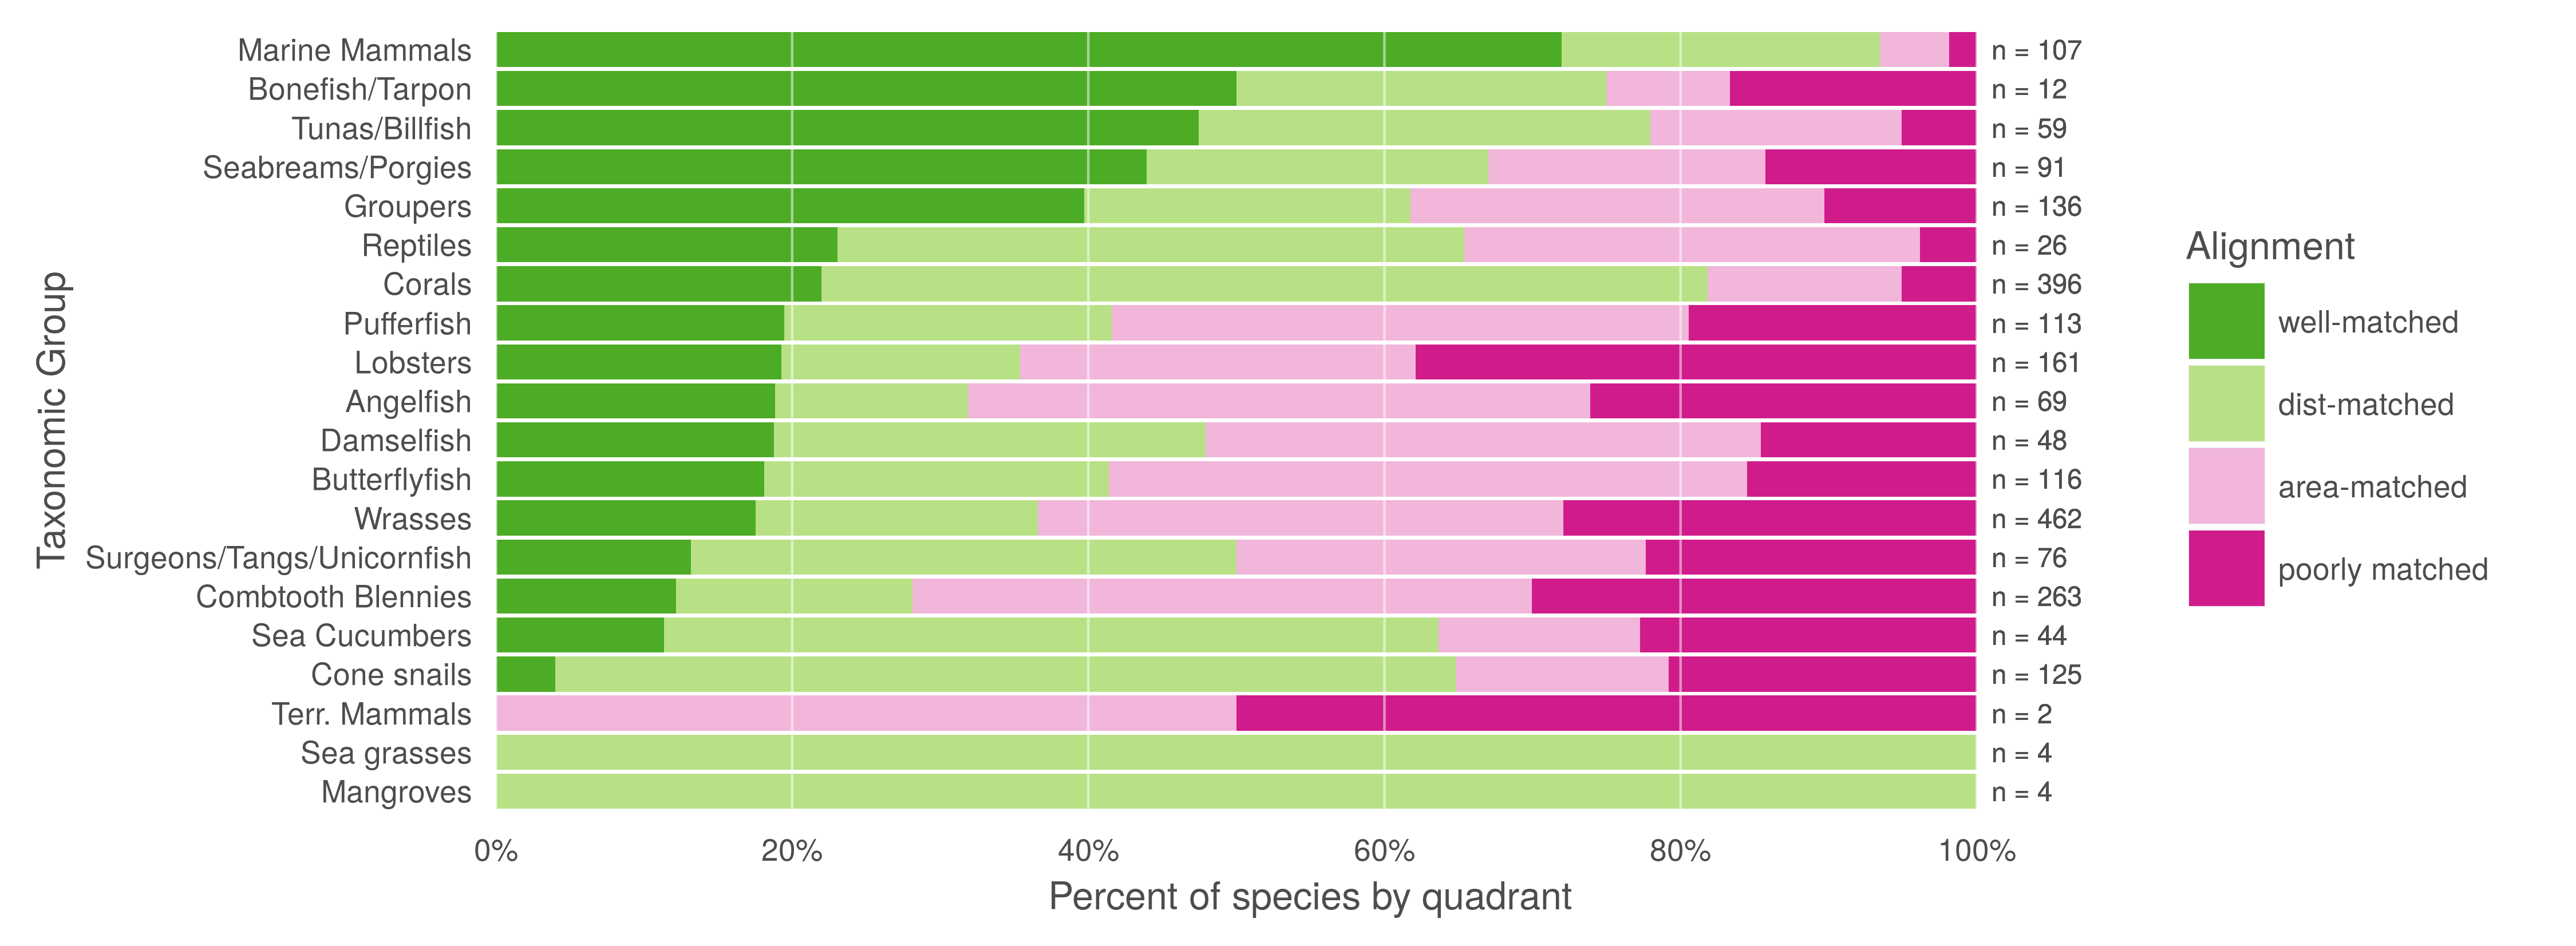 Marine Mammals n = 107
Bonefish/Tarpon n = 12
Tunas/Billfish n = 59
Seabreams/Porgies n = 91
Groupers n = 136
Reptiles n = 26
Corals n = 396
Pufferfish n = 113
Lobsters n = 161
Angelfish n = 69
Damselfish n = 48
Butterflyfish n = 116
Wrasses n = 462
Surgeons/Tangs/Unicornfish n = 76
Combtooth Blennies n = 263
Sea Cucumbers n = 44
Cone snails n = 125
Terr. Mammals n = 2
Sea grasses n = 4
Mangroves n = 4
Taxonomic Group
0% 20% 40% 60% 80% 100%
Percent of species by quadrant
Alignment
well-matched
dist-matched
area-matched
poorly matched